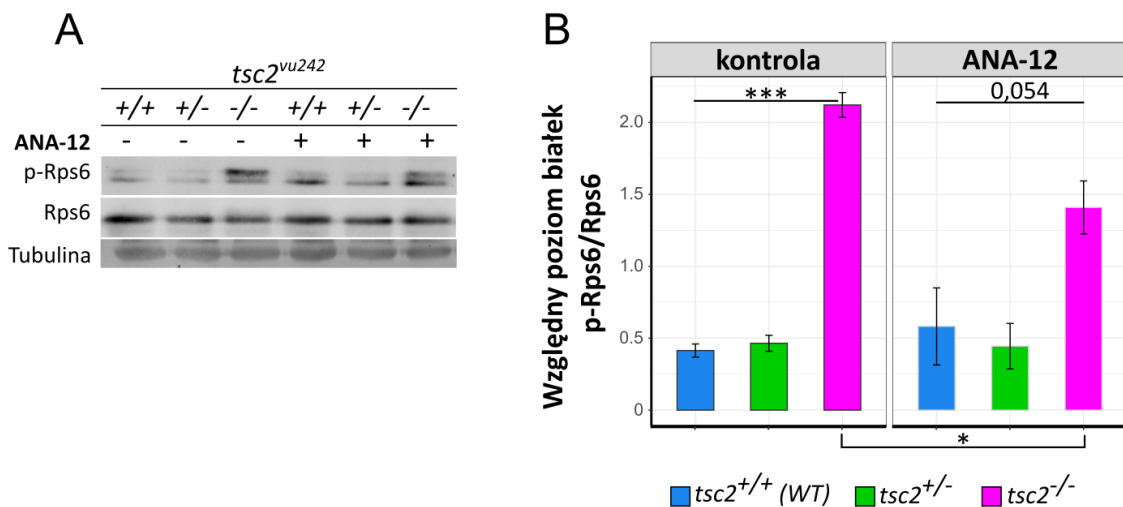 A
tsc2vu242
+/+ +/- -/- +/+ +/- -/-
ANA-12 - - - + + +
p-Rps6
Rps6
Tubulina
B
kontrola ANA-12
*** 0,054
Względny poziom białek
p-Rps6/Rps6
2.0
1.5
1.0
0.5
0
*
tsc2+/+ (WT) tsc2+/- tsc2-/-